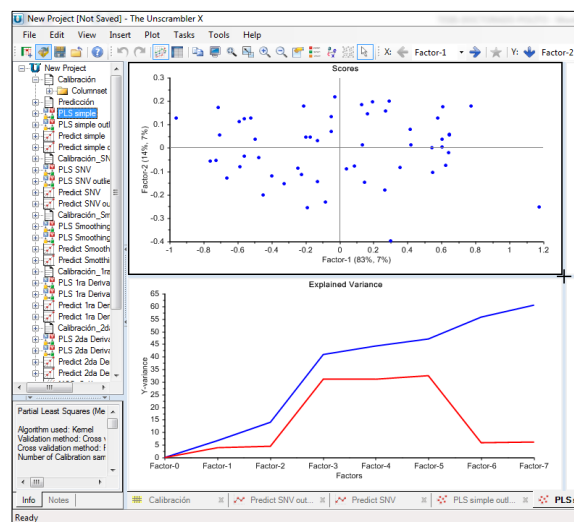 New Project [Not Saved] - The Unscrambler X
File Edit View Insert Plot Tasks Tools Help
X: Factor-1 Y: Factor-2
New Project
Calibración
Columnset
Predicción
PLS simple
PLS simple outl
Predict simple
Predict simple c
Calibración_SN
PLS SNV
PLS SNV outlie
Predict SNV
Predict SNV ou
Calibración_Sm
PLS Smoothing
PLS Smoothing
Predict Smooth
Predict Smotthi
Calibración_1ra
PLS 1ra Deriva
PLS 1ra Deriva
Predict 1ra Der
Predict 1ra Der
Calibración_2da
PLS 2da Deriva
PLS 2da Deriva
Predict 2da De
Predict 2da De
Partial Least Squares (Me
Algorithm used: Kernel
Validation method: Cross v
Cross validation method: F
Number of Calibration sam
Info Notes
Ready
Scores
0.3
0.2
0.1
0
-0.1
-0.2
-0.3
-0.4
Factor-2 (14%, 7%)
-1 -0.8 -0.6 -0.4 -0.2 0 0.2 0.4 0.6 0.8 1 1.2
Factor-1 (83%, 7%)
Explained Variance
65
60
55
50
45
40
35
30
25
20
15
10
5
0
Y-variance
Factor-0 Factor-1 Factor-2 Factor-3 Factor-4 Factor-5 Factor-6 Factor-7
Factors
Calibración Predict SNV out... Predict SNV PLS simple outl... PLS s